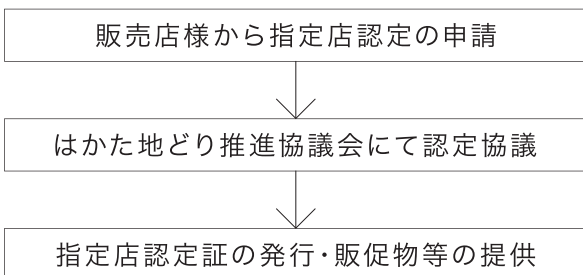 販売店様から指定店認定の申請
はかた地どり推進協議会にて認定協議
指定店認定証の発行・販促物等の提供